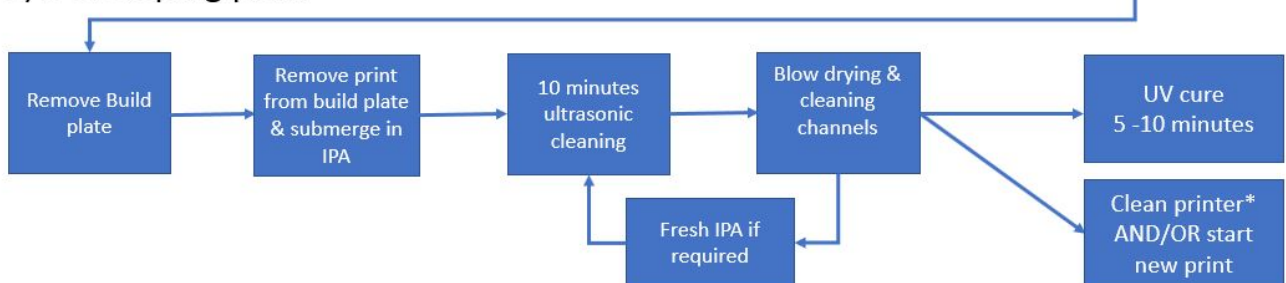 Remove Build
plate
Remove print
from build plate
& submerge in
IPA
10 minutes
ultrasonic
cleaning
Blow drying &
cleaning
channels
UV cure
5 -10 minutes
Fresh IPA if
required
Clean printer*
AND/OR start
new print